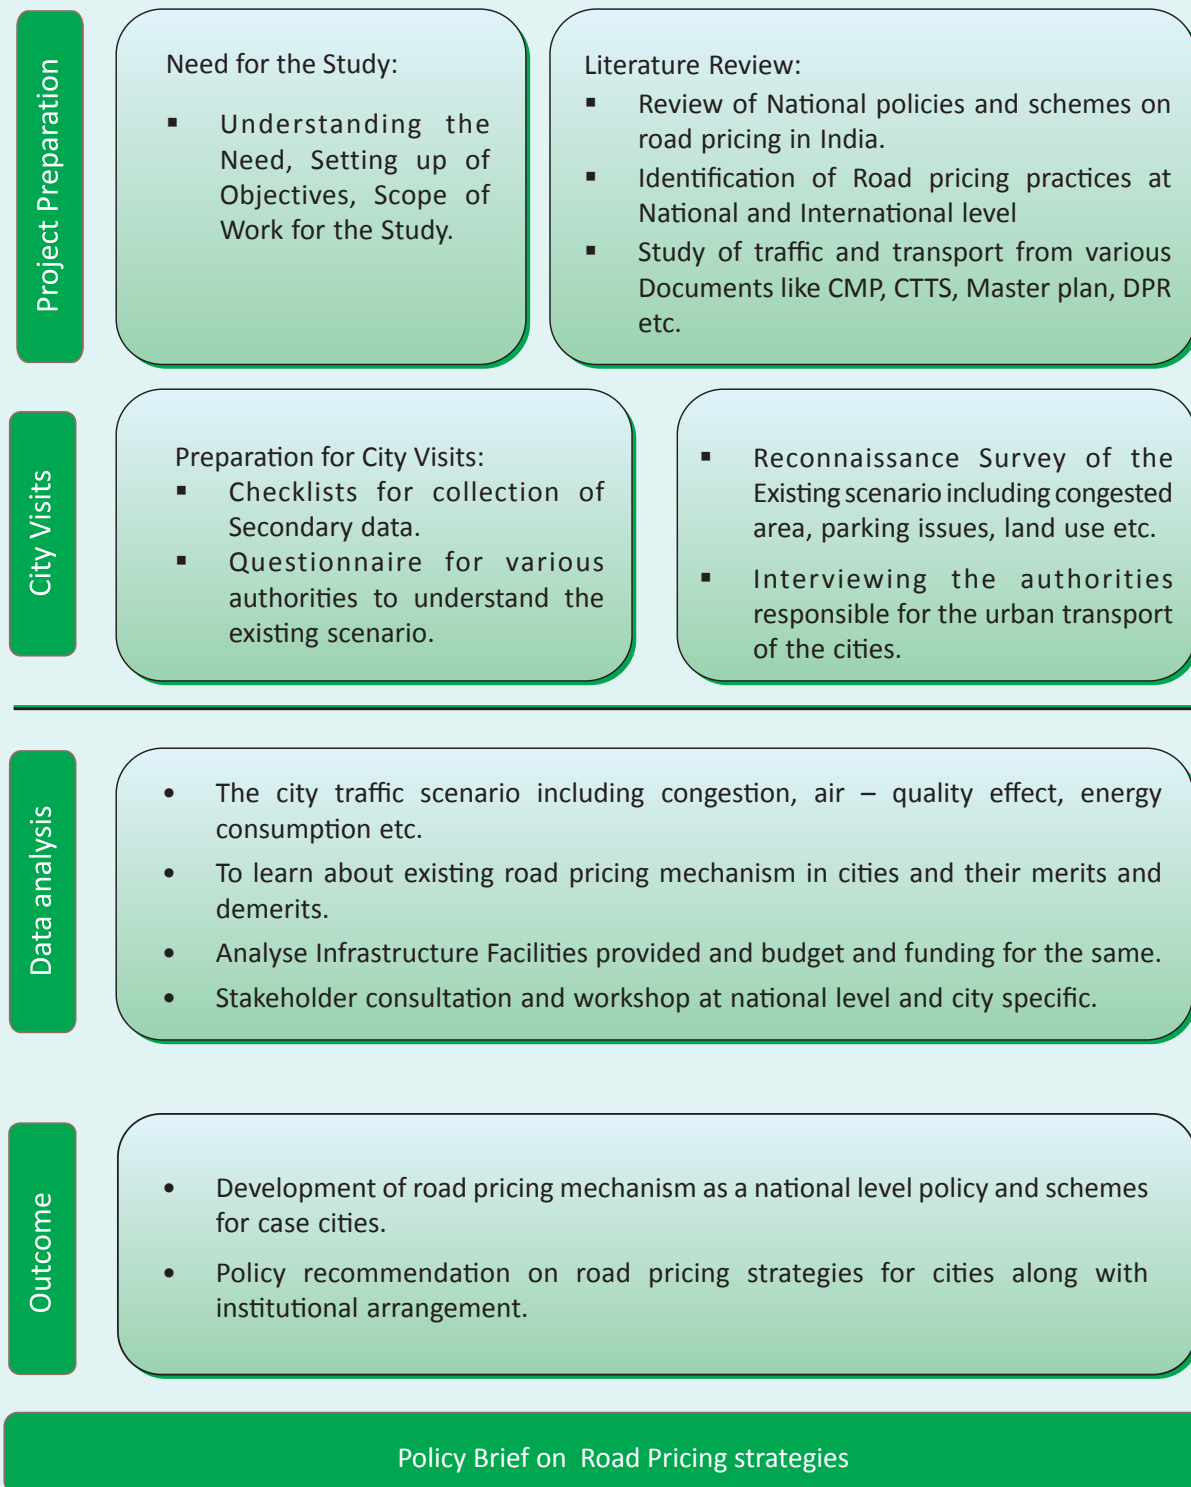 Project Preparation
Need for the Study:
▪ Understanding the
Need, Setting up of
Objectives, Scope of
Work for the Study.
Literature Review:
▪ Review of National policies and schemes on
road pricing in India.
▪ Identification of Road pricing practices at
National and International level
▪ Study of traffic and transport from various
Documents like CMP, CTTS, Master plan, DPR
etc.
City Visits
Preparation for City Visits:
▪ Checklists for collection of
Secondary data.
▪ Questionnaire for various
authorities to understand the
existing scenario.
▪ Reconnaissance Survey of the
Existing scenario including congested
area, parking issues, land use etc.
▪ Interviewing the authorities
responsible for the urban transport
of the cities.
Data analysis
• The city traffic scenario including congestion, air – quality effect, energy
consumption etc.
• To learn about existing road pricing mechanism in cities and their merits and
demerits.
• Analyse Infrastructure Facilities provided and budget and funding for the same.
• Stakeholder consultation and workshop at national level and city specific.
Outcome
• Development of road pricing mechanism as a national level policy and schemes
for case cities.
• Policy recommendation on road pricing strategies for cities along with
institutional arrangement.
Policy Brief on Road Pricing strategies